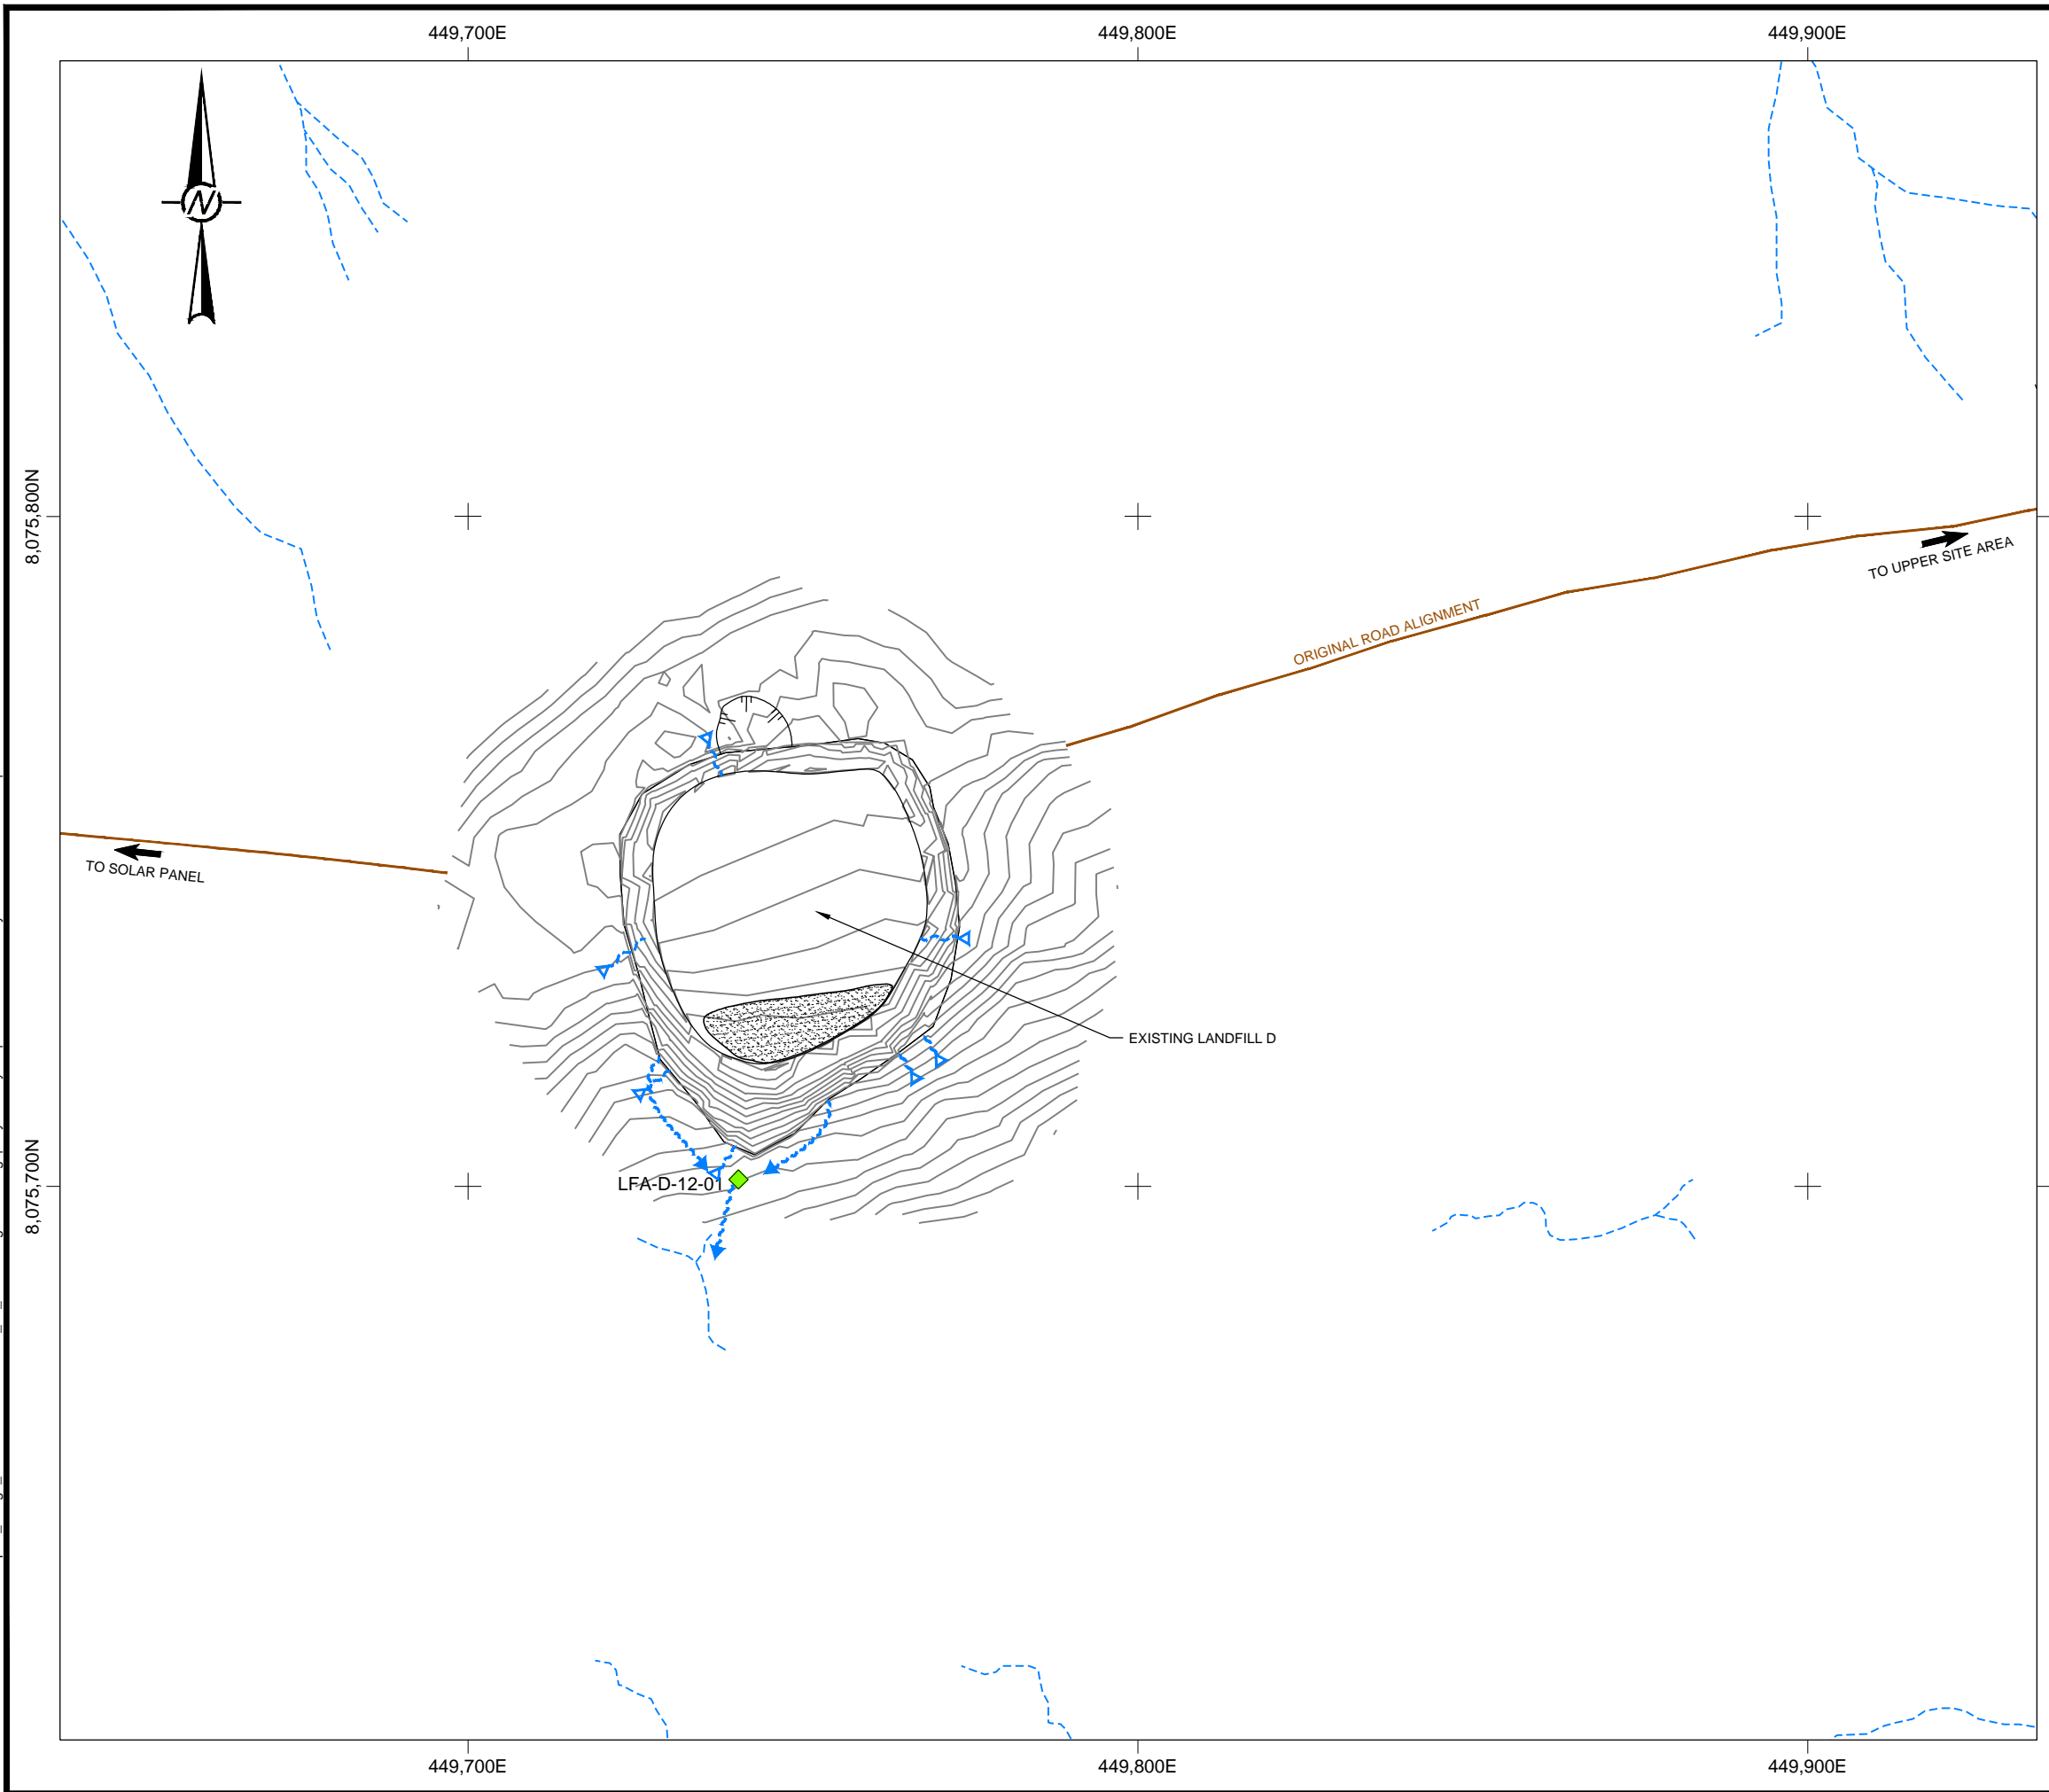 449,700E
449,800E
449,900E
N
8,075,800N
TO UPPER SITE AREA
ORIGINAL ROAD ALIGNMENT
TO SOLAR PANEL
EXISTING LANDFILL D
LFA-D-12-01
8,075,700N
449,700E
449,800E
449,900E